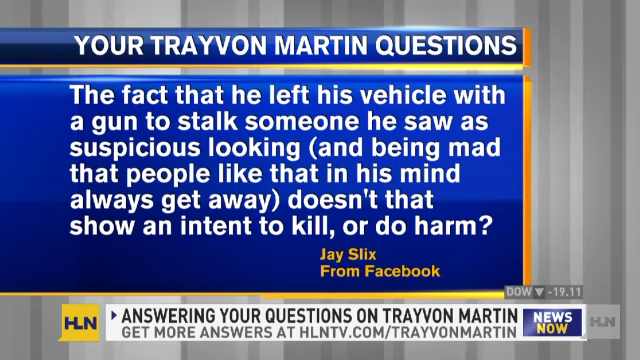 YOUR TRAYVON MARTIN QUESTIONS
The fact that he left his vehicle with
a gun to stalk someone he saw as
suspicious looking (and being mad
that people like that in his mind
always get away) doesn't that
show an intent to kill, or do harm?
Jay Slix
From Facebook
DOW ▼ -19.11
HLN
ANSWERING YOUR QUESTIONS ON TRAYVON MARTIN
GET MORE ANSWERS AT HLNTV.COM/TRAYVONMARTIN
NEWS
NOW
HLN